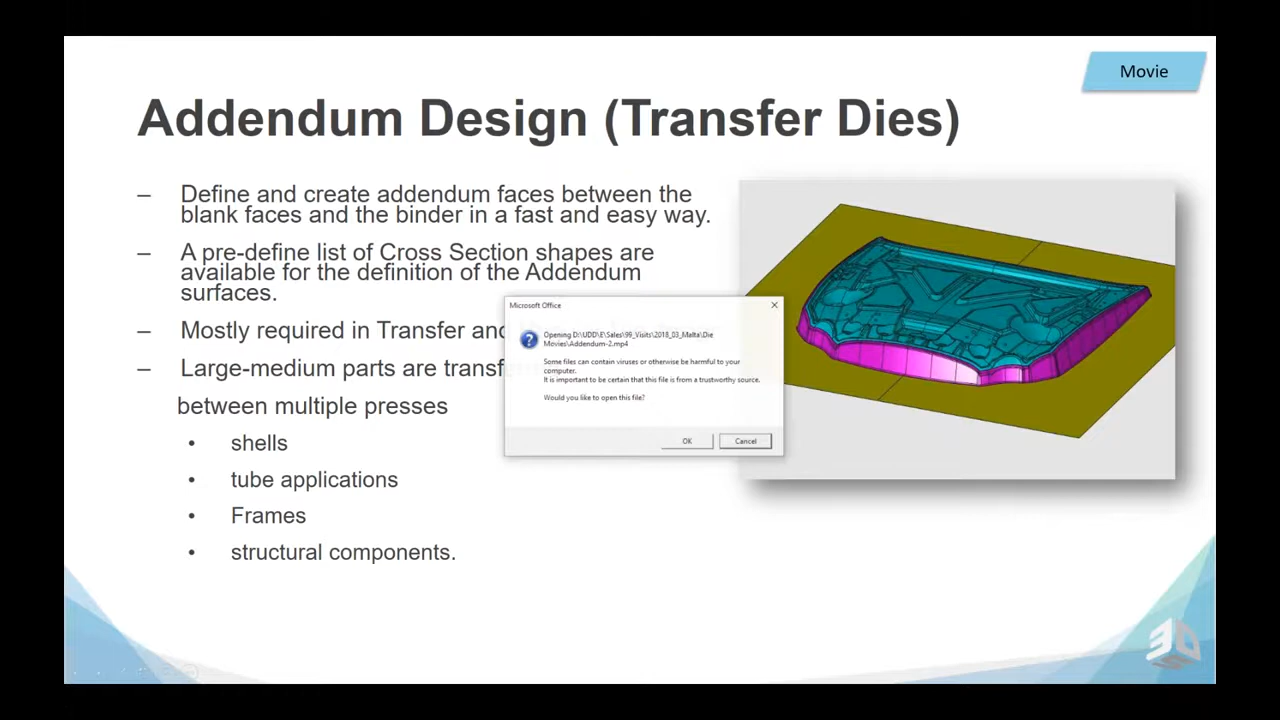 Movie
Addendum Design (Transfer Dies)
– Define and create addendum faces between the
blank faces and the binder in a fast and easy way.
– A pre-define list of Cross Section shapes are
available for the definition of the Addendum
surfaces.
– Mostly required in Transfer and
– Large-medium parts are transf
between multiple presses
• shells
• tube applications
• Frames
• structural components.
Microsoft Office
Opening D:\UDD\E\Sales\99_Visits\2018_03_Malta\Die
Movies\Addendum-2.mp4
Some files can contain viruses or otherwise be harmful to your
computer.
It is important to be certain that this file is from a trustworthy source.
Would you like to open this file?
OK Cancel
3D